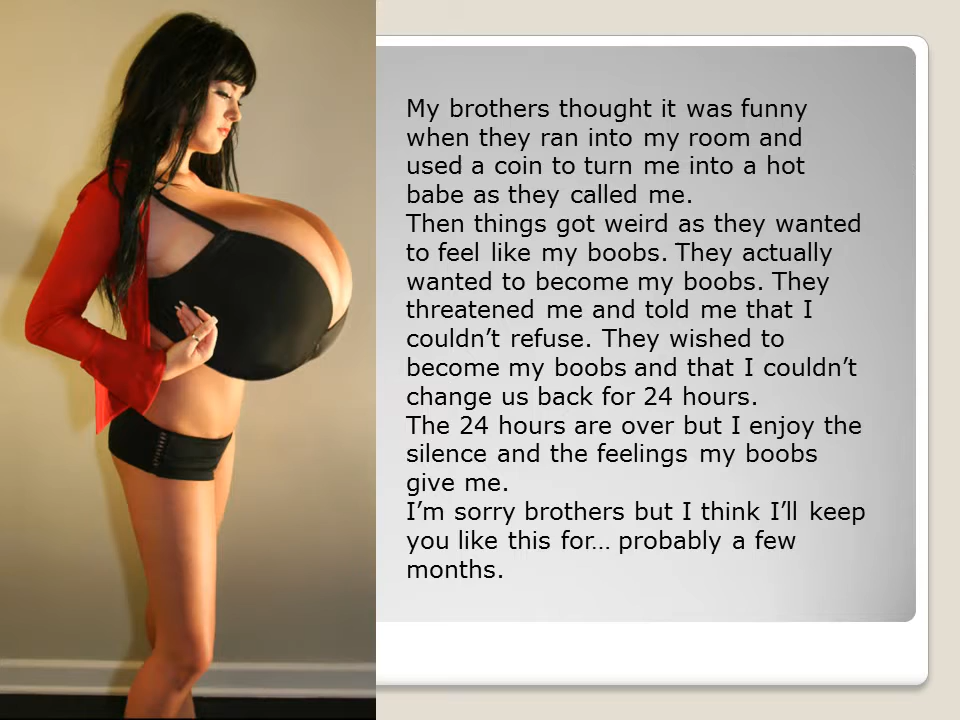 My brothers thought it was funny
when they ran into my room and
used a coin to turn me into a hot
babe as they called me.
Then things got weird as they wanted
to feel like my boobs. They actually
wanted to become my boobs. They
threatened me and told me that I
couldn’t refuse. They wished to
become my boobs and that I couldn’t
change us back for 24 hours.
The 24 hours are over but I enjoy the
silence and the feelings my boobs
give me.
I’m sorry brothers but I think I’ll keep
you like this for… probably a few
months.